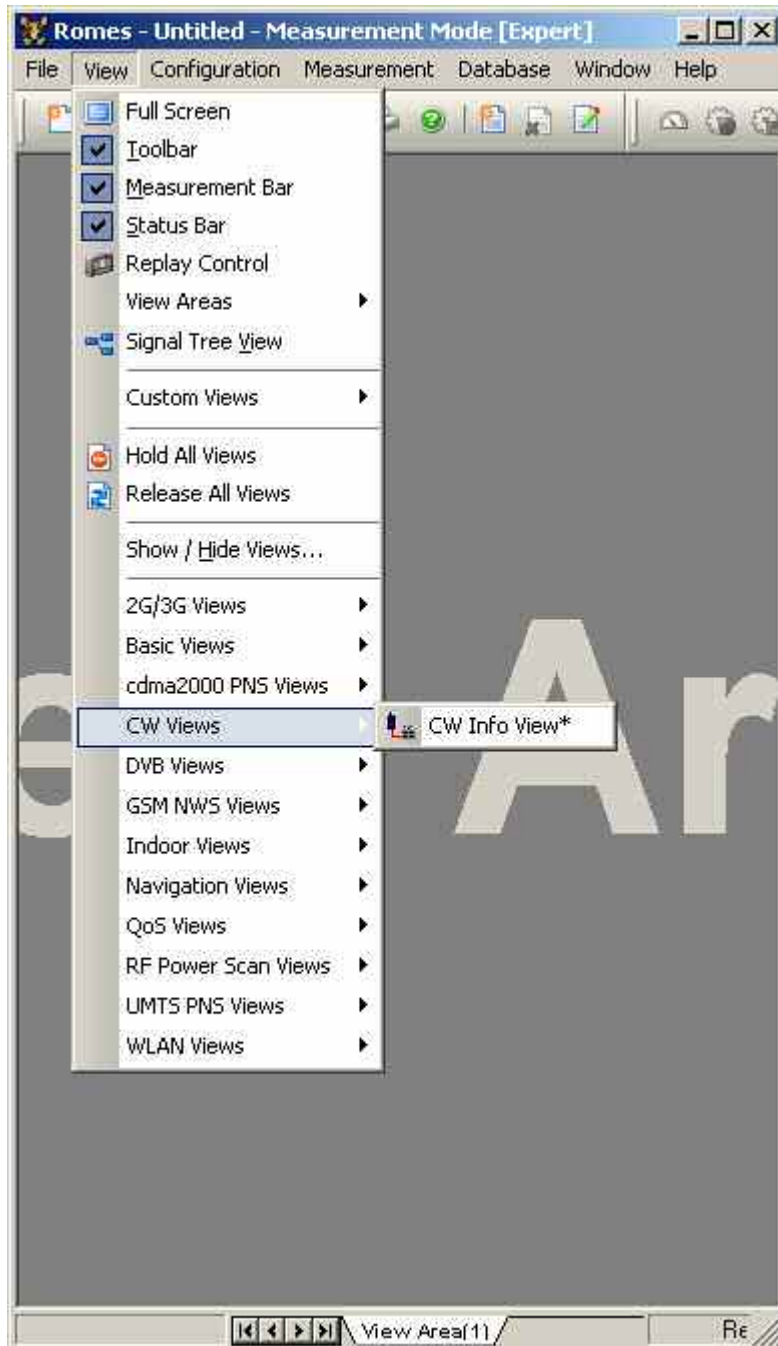 Romes - Untitled - Measurement Mode [Expert]
File View Configuration Measurement Database Window Help
Full Screen
Toolbar
Measurement Bar
Status Bar
Replay Control
View Areas
Signal Tree View
Custom Views
Hold All Views
Release All Views
Show / Hide Views...
2G/3G Views
Basic Views
cdma2000 PNS Views
CW Views
CW Info View*
DVB Views
GSM NWS Views
Indoor Views
Navigation Views
QoS Views
RF Power Scan Views
UMTS PNS Views
WLAN Views
e Ar
View Area(1)
Re